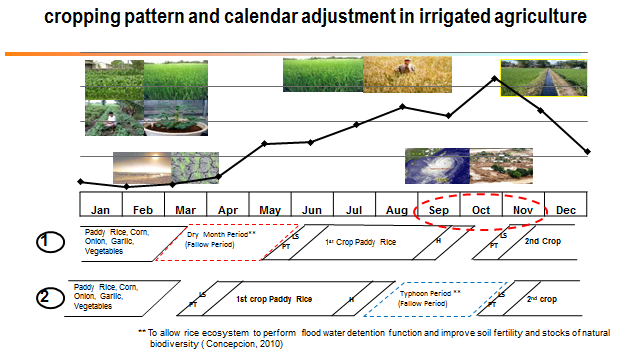 cropping pattern and calendar adjustment in irrigated agriculture
Jan Feb Mar Apr May Jun Jul Aug Sep Oct Nov Dec
1
Paddy Rice, Corn,
Onion, Garlic,
Vegetables
Dry Month Period**
(Fallow Period)
PT
LS
1st Crop Paddy Rice
H
PT
LS
2nd Crop
2
Paddy Rice, Corn,
Onion, Garlic,
Vegetables
PT
LS
1st crop Paddy Rice
H
Typhoon Period **
(Fallow Period)
PT
LS
2nd crop
** To allow rice ecosystem to perform flood water detention function and improve soil fertility and stocks of natural
biodiversity ( Concepcion, 2010)